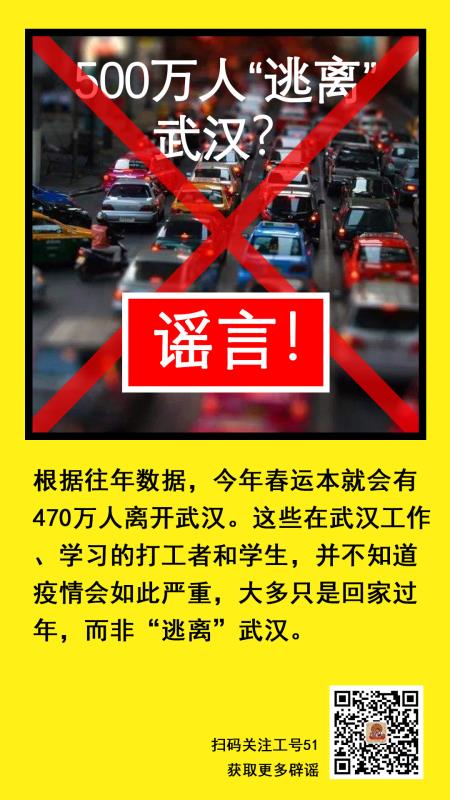 500万人“逃离”
武汉？
谣言！
根据往年数据，今年春运本就会有
470万人离开武汉。这些在武汉工作
、学习的打工者和学生，并不知道
疫情会如此严重，大多只是回家过
年，而非“逃离”武汉。
扫码关注工号51
获取更多辟谣